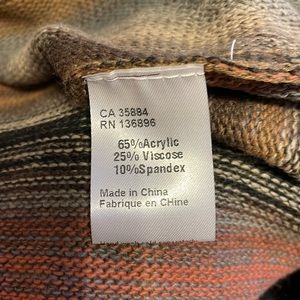 CA 35884
RN 136896
65%Acrylic
25% Viscose
10%Spandex
Made in China
Fabrique en CHine